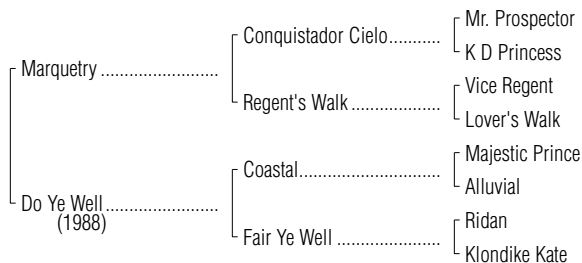 Mr. Prospector
Conquistador Cielo...........
K D Princess
Marquetry .......................
Vice Regent
Regent's Walk ..................
Lover's Walk
Majestic Prince
Coastal............................
Alluvial
Do Ye Well......................
(1988)
Ridan
Fair Ye Well .....................
Klondike Kate